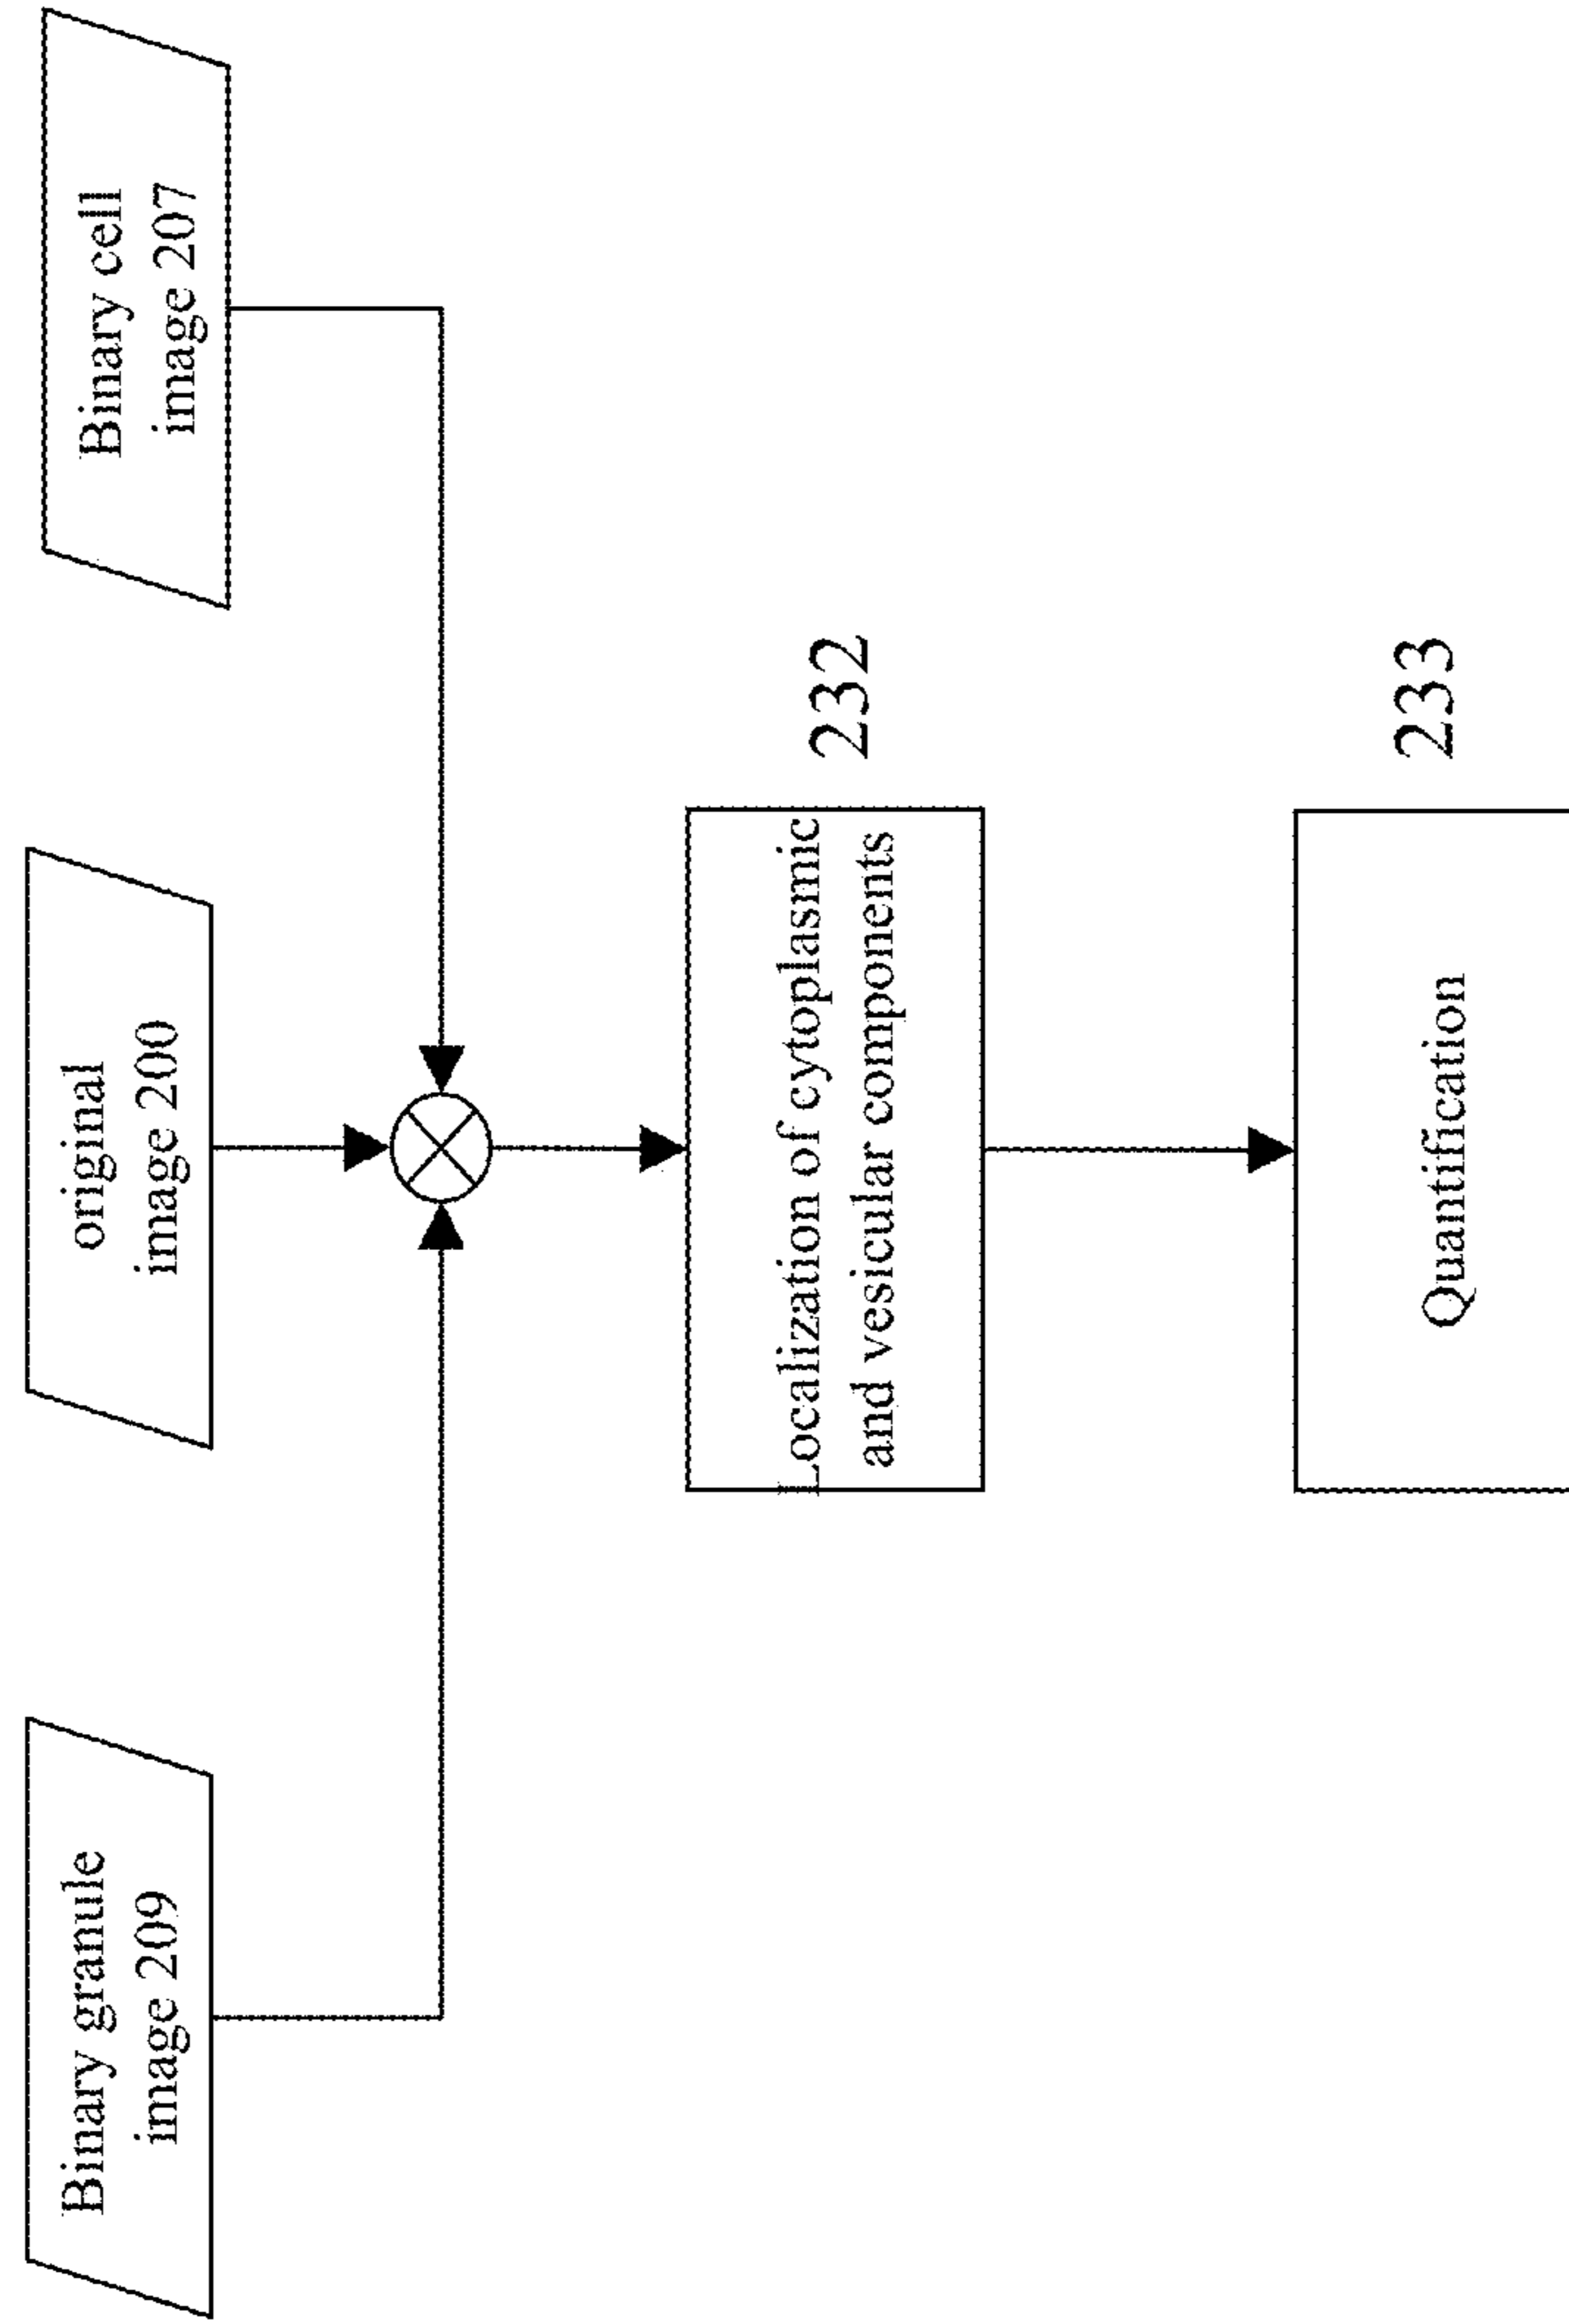 Binary granule
image 209
original
image 200
Binary cell
image 207
Localization of cytoplasmic
and vesicular components
232
Quantification
233